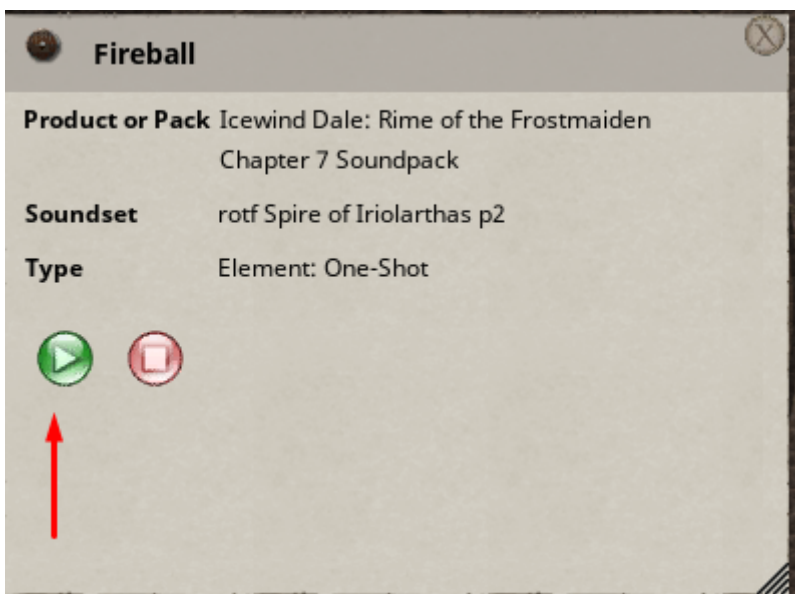 Fireball
Product or Pack Icewind Dale: Rime of the Frostmaiden
Chapter 7 Soundpack
Soundset rotf Spire of Iriolarthas p2
Type Element: One-Shot